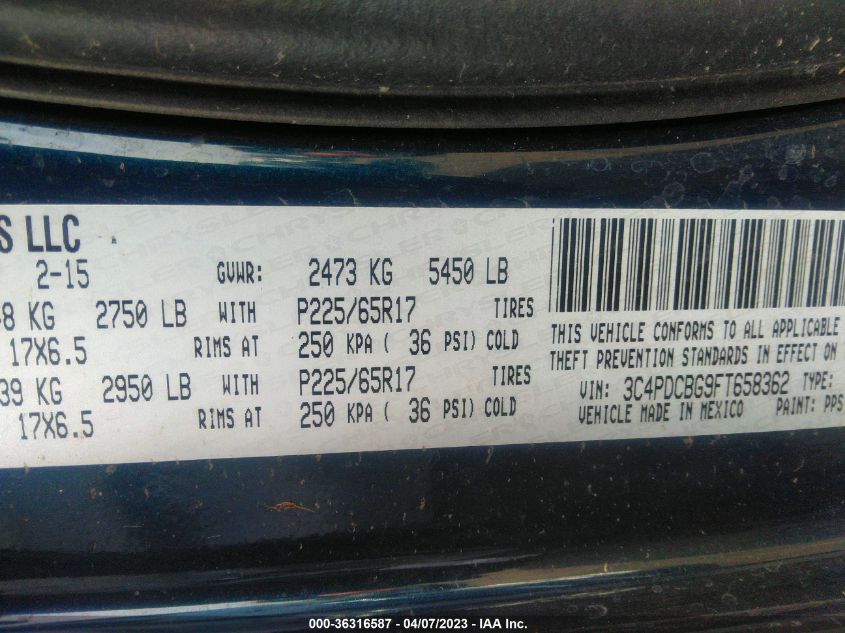 S LLC
2-15 GVWR: 2473 KG 5450 LB
8 KG 2750 LB WITH P225/65R17 TIRES
17X6.5 RIMS AT 250 KPA ( 36 PSI) COLD
39 KG 2950 LB WITH P225/65R17 TIRES
17X6.5 RIMS AT 250 KPA ( 36 PSI) COLD
THIS VEHICLE CONFORMS TO ALL APPLICABLE
THEFT PREVENTION STANDARDS IN EFFECT ON
VIN: 3C4PDCBG9FT658362 TYPE:
VEHICLE MADE IN MEXICO PAINT: PPS
CHRYSLER
000-36316587 - 04/07/2023 - IAA Inc.